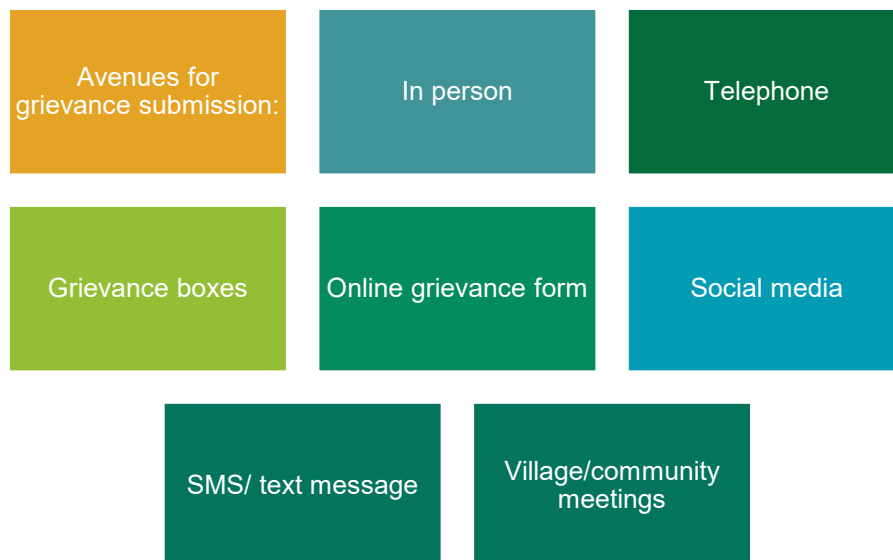 Avenues for
grievance submission:
In person
Telephone
Grievance boxes
Online grievance form
Social media
SMS/ text message
Village/community
meetings